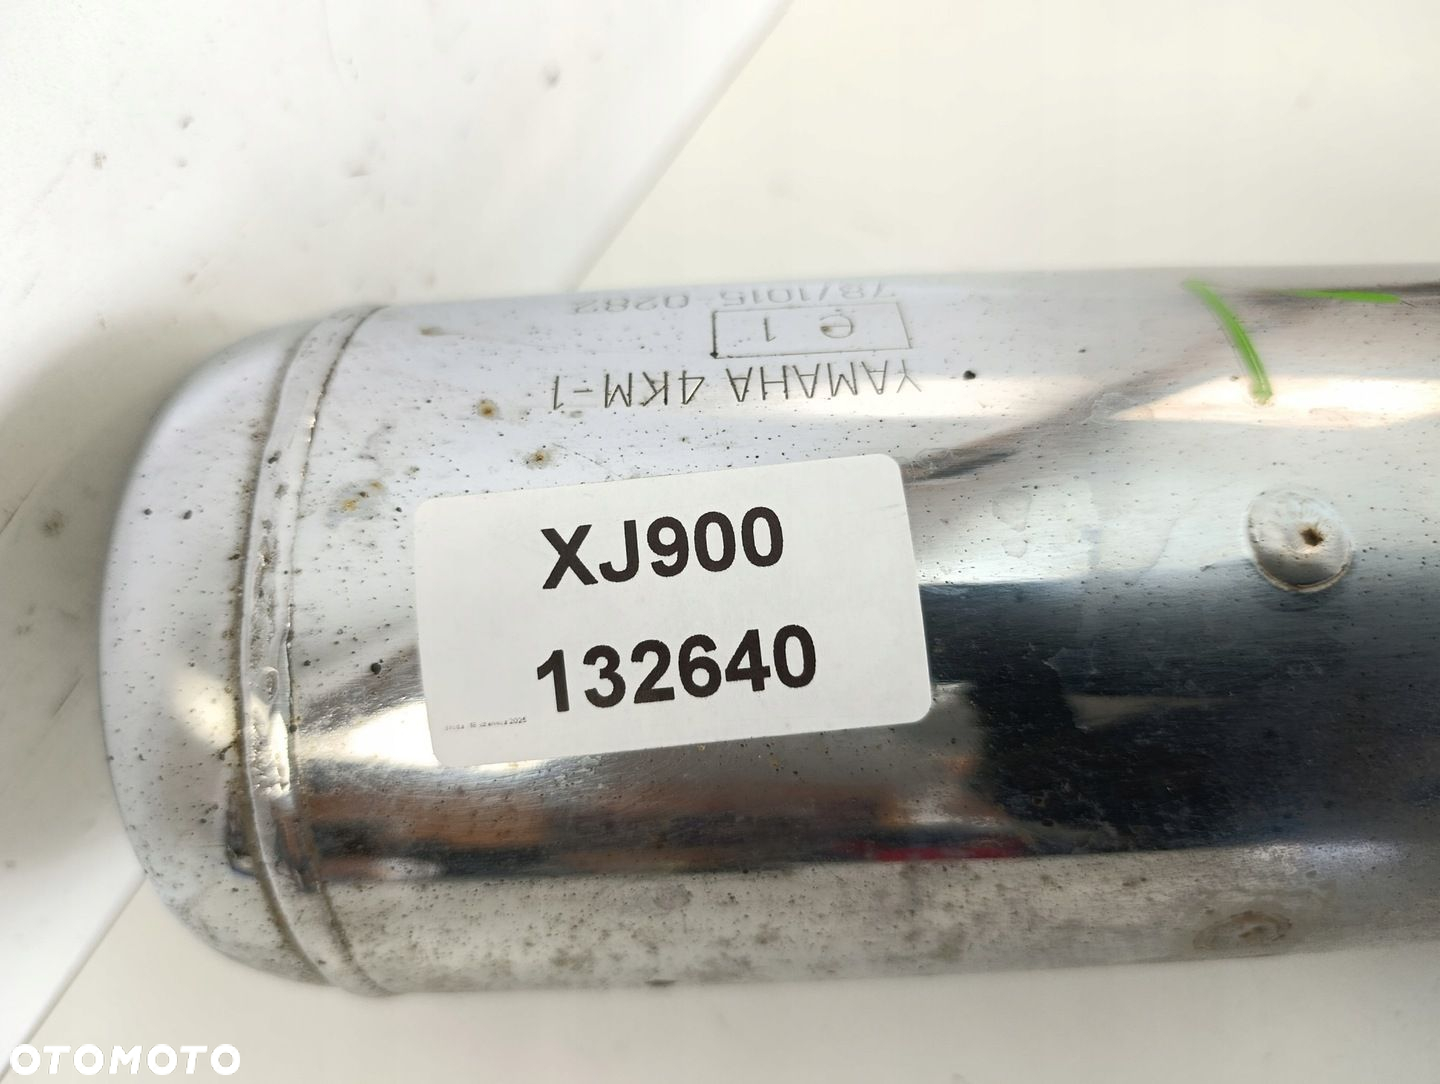 78/1015 0282
e 1
YAMAHA 4KM-1
XJ900
132640
OTOMOTO